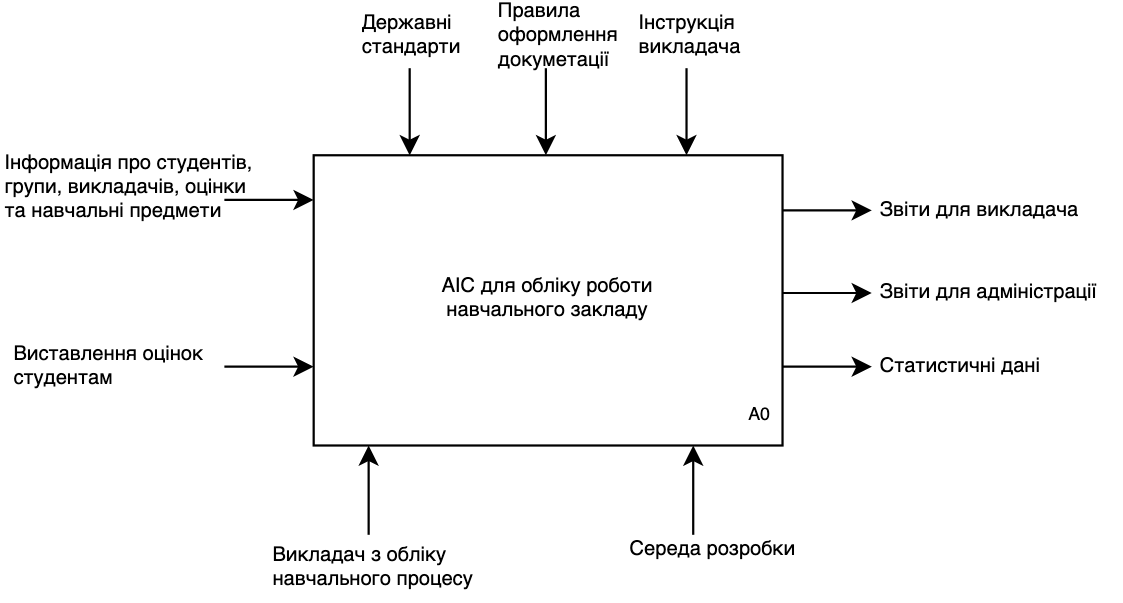 Державні
стандарти
Правила
оформлення
докуметації
Інструкція
викладача
Інформація про студентів,
групи, викладачів, оцінки
та навчальні предмети
Звіти для викладача
АІС для обліку роботи
навчального закладу
Звіти для адміністрації
Виставлення оцінок
студентам
Статистичні дані
А0
Викладач з обліку
навчального процесу
Середа розробки